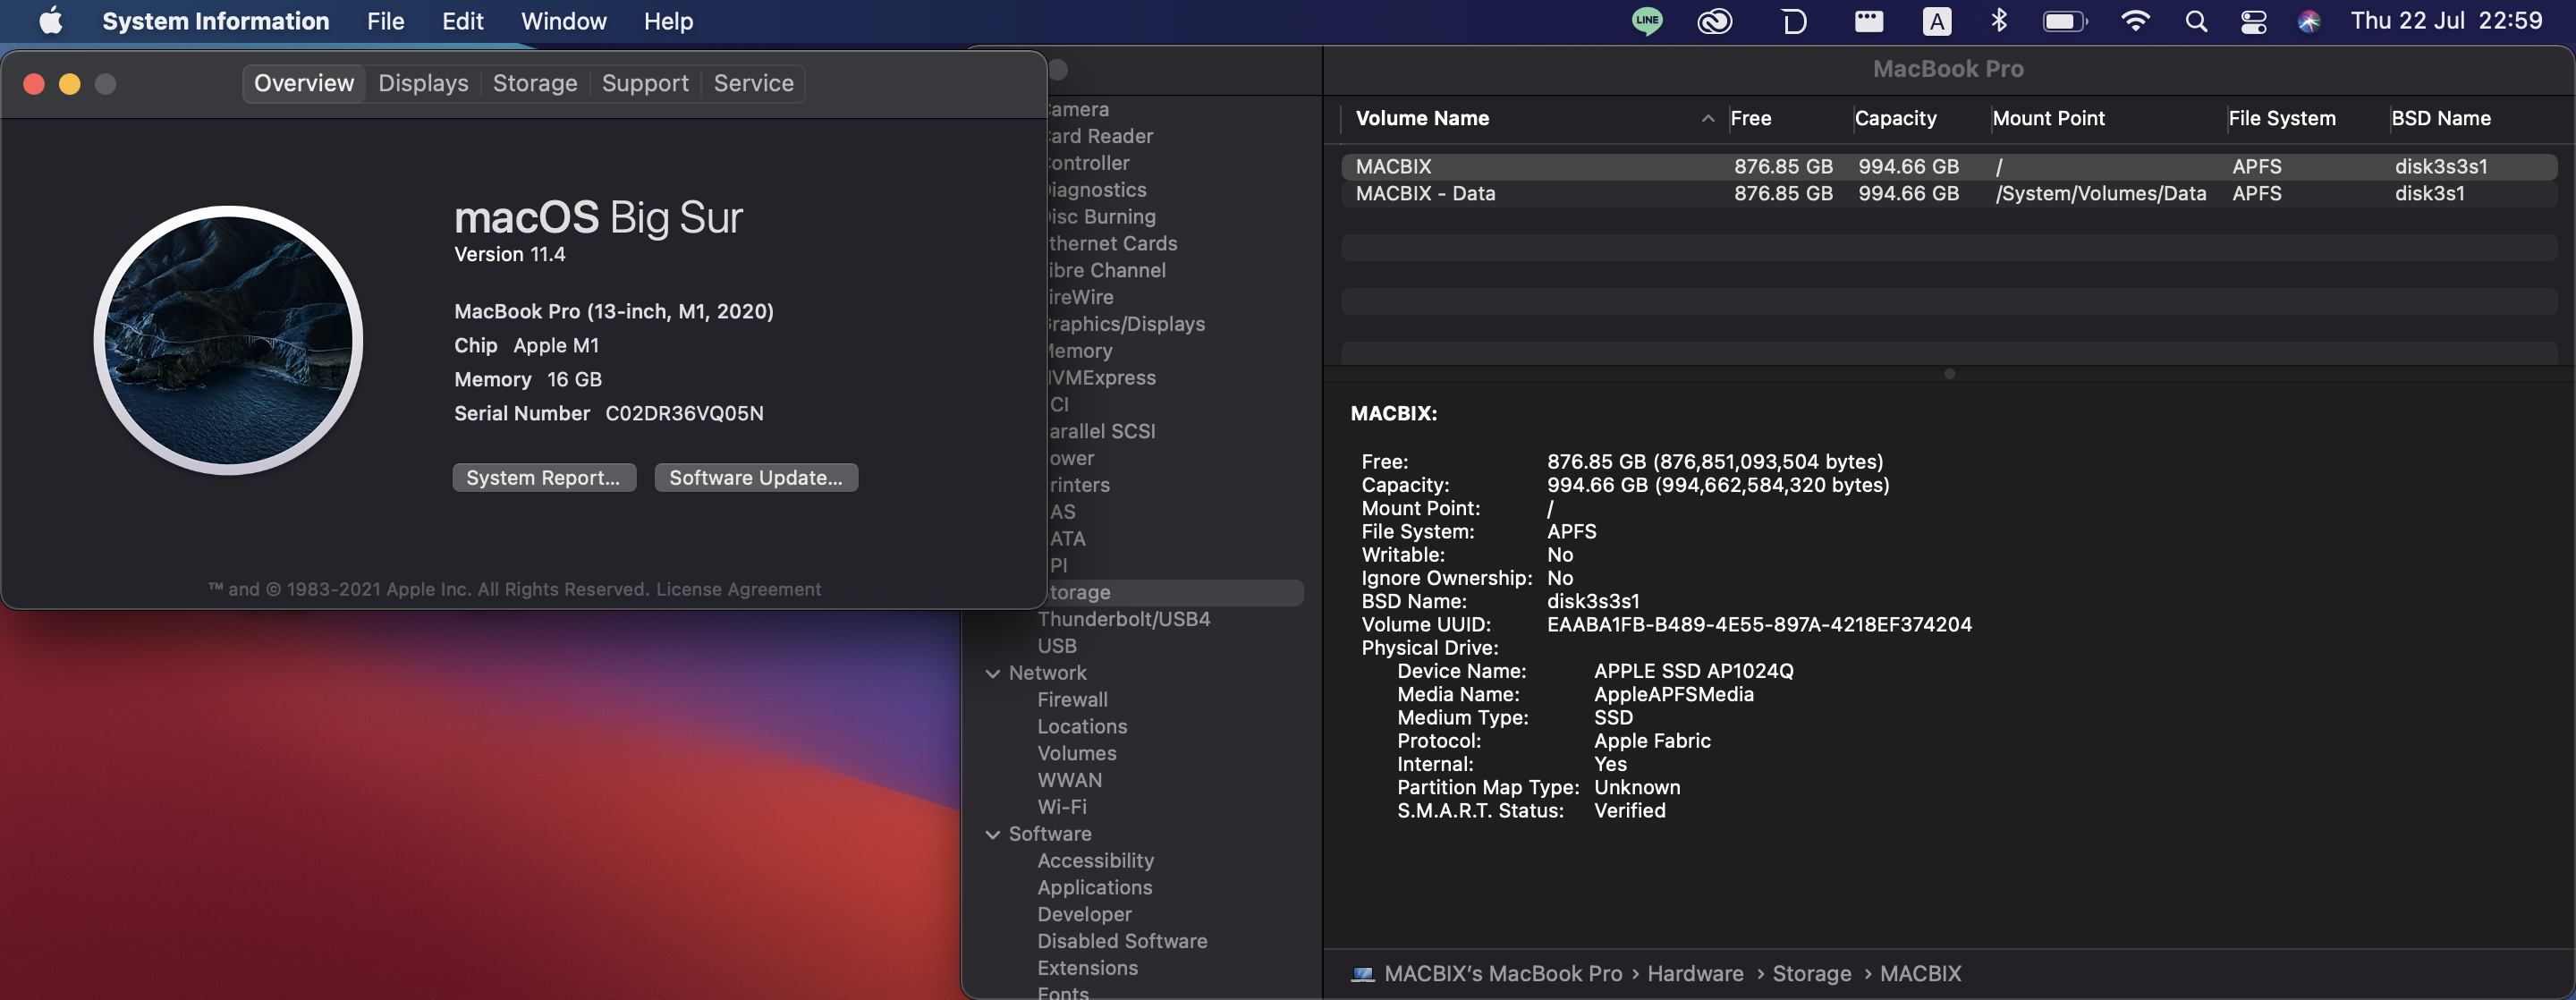 System Information File Edit Window Help
LINE A Thu 22 Jul 22:59
Overview Displays Storage Support Service
macOS Big Sur
Version 11.4
MacBook Pro (13-inch, M1, 2020)
Chip Apple M1
Memory 16 GB
Serial Number C02DR36VQ05N
System Report... Software Update...
™ and © 1983-2021 Apple Inc. All Rights Reserved. License Agreement
amera
ard Reader
ontroller
iagnostics
isc Burning
thernet Cards
ibre Channel
ireWire
raphics/Displays
emory
VMExpress
CI
arallel SCSI
ower
rinters
AS
ATA
PI
torage
Thunderbolt/USB4
USB
Network
Firewall
Locations
Volumes
WWAN
Wi-Fi
Software
Accessibility
Applications
Developer
Disabled Software
Extensions
Fonts
MacBook Pro
Volume Name Free Capacity Mount Point File System BSD Name
MACBIX 876.85 GB 994.66 GB / APFS disk3s3s1
MACBIX - Data 876.85 GB 994.66 GB /System/Volumes/Data APFS disk3s1
MACBIX:
Free: 876.85 GB (876,851,093,504 bytes)
Capacity: 994.66 GB (994,662,584,320 bytes)
Mount Point: /
File System: APFS
Writable: No
Ignore Ownership: No
BSD Name: disk3s3s1
Volume UUID: EAABA1FB-B489-4E55-897A-4218EF374204
Physical Drive:
Device Name: APPLE SSD AP1024Q
Media Name: AppleAPFSMedia
Medium Type: SSD
Protocol: Apple Fabric
Internal: Yes
Partition Map Type: Unknown
S.M.A.R.T. Status: Verified
MACBIX's MacBook Pro › Hardware › Storage › MACBIX